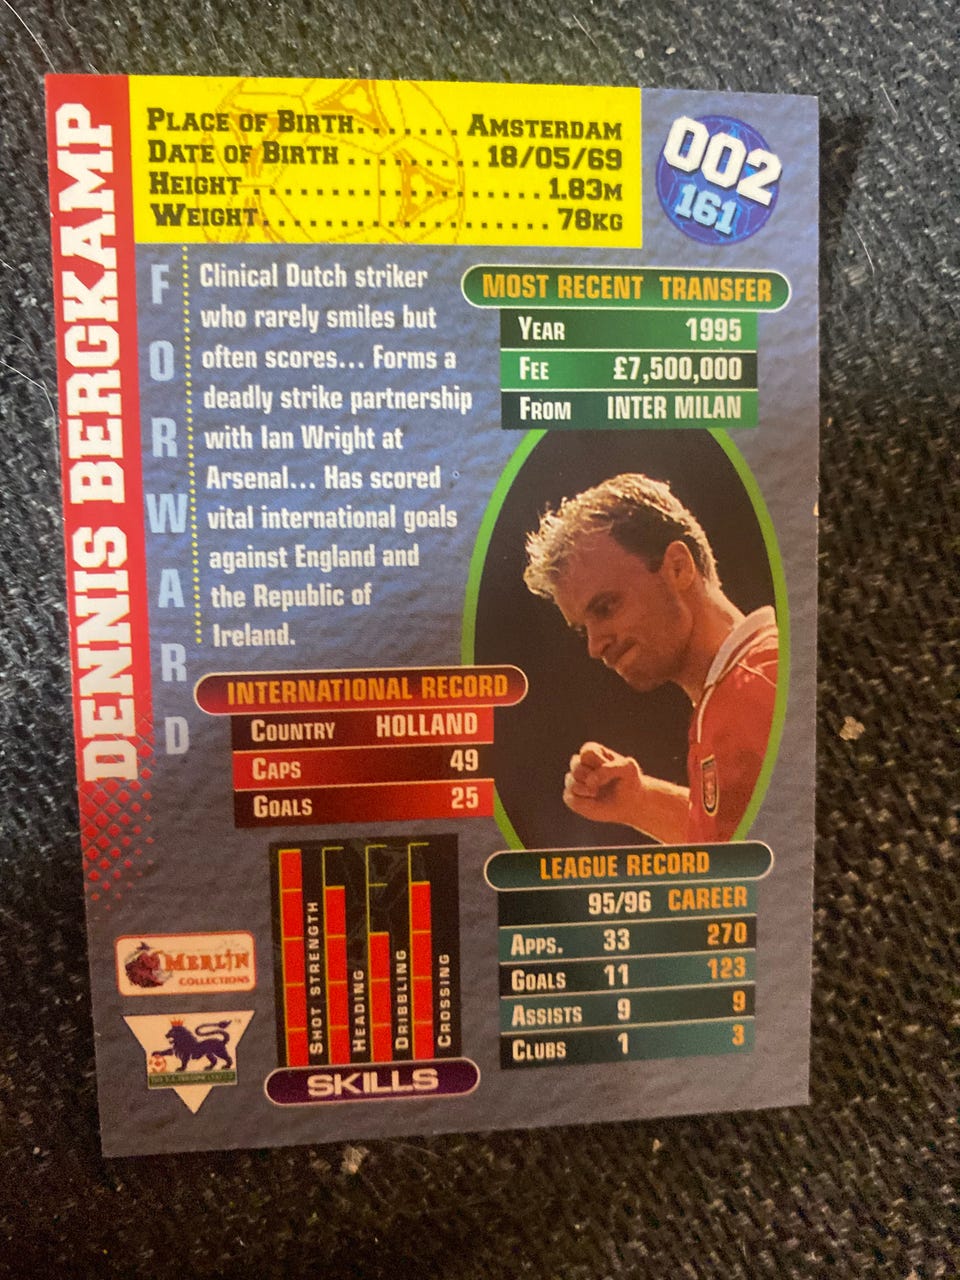 DENNIS BERGKAMP
PLACE OF BIRTH....... AMSTERDAM
DATE OF BIRTH ......... 18/05/69
HEIGHT.................... 1.83M
WEIGHT................... 78KG
002
161
FORWARD
Clinical Dutch striker
who rarely smiles but
often scores... Forms a
deadly strike partnership
with Ian Wright at
Arsenal... Has scored
vital international goals
against England and
the Republic of
Ireland.
MOST RECENT TRANSFER
YEAR 1995
FEE £7,500,000
FROM INTER MILAN
INTERNATIONAL RECORD
COUNTRY HOLLAND
CAPS 49
GOALS 25
SHOT STRENGTH
HEADING
DRIBBLING
CROSSING
SKILLS
LEAGUE RECORD
95/96 CAREER
APPS. 33 270
GOALS 11 123
ASSISTS 9 9
CLUBS 1 3
MERLIN
COLLECTIONS